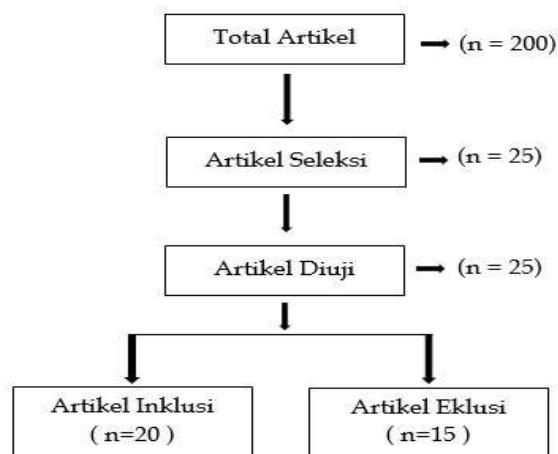 Total Artikel
(n = 200)
Artikel Seleksi
(n = 25)
Artikel Diuji
(n = 25)
Artikel Inklusi
( n=20 )
Artikel Eklusi
( n=15 )